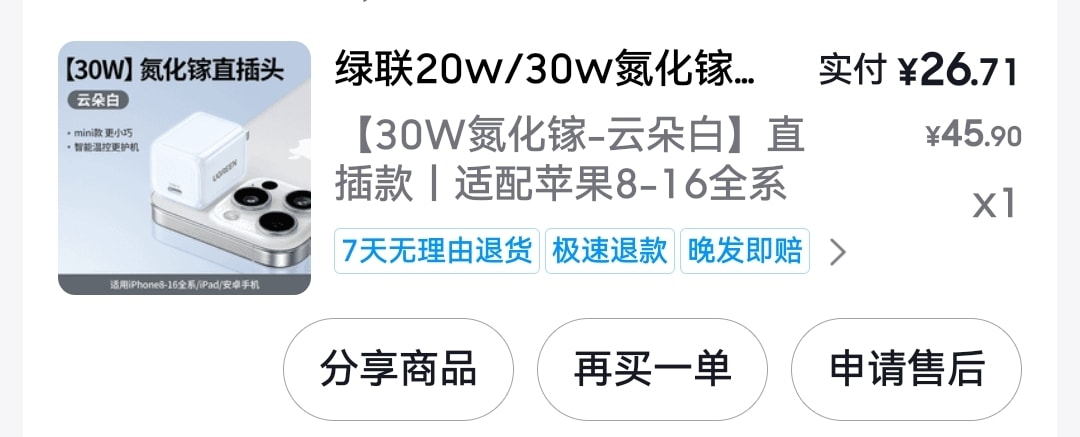 【30W】氮化镓直插头
云朵白
• mini款 更小巧
• 智能温控更护机
UGREEN
适用iPhone8-16全系/iPad/安卓手机
绿联20w/30w氮化镓...
实付 ¥26.71
【30W氮化镓-云朵白】直
插款丨适配苹果8-16全系
¥45.90
x1
7天无理由退货 极速退款 晚发即赔
分享商品 再买一单 申请售后